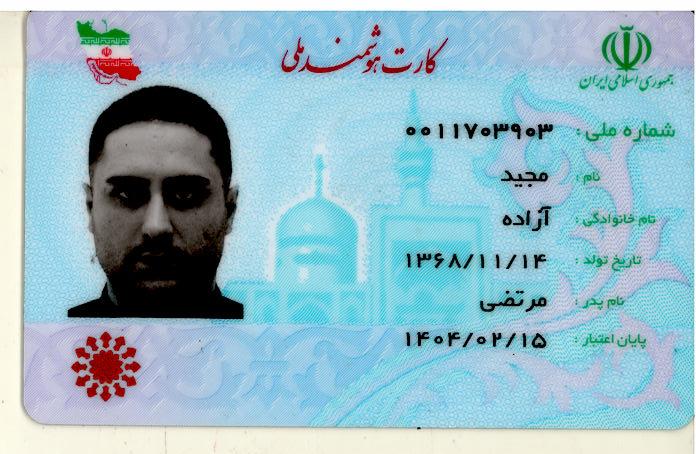 کارت هوشمند ملی
جمهوری اسلامی ایران
شماره ملی : ۰۰۱۱۷۰۳۹۰۳
نام : مجید
نام خانوادگی : آزاده
تاریخ تولد : ۱۳۶۸/۱۱/۱۴
نام پدر : مرتضی
پایان اعتبار : ۱۴۰۴/۰۲/۱۵